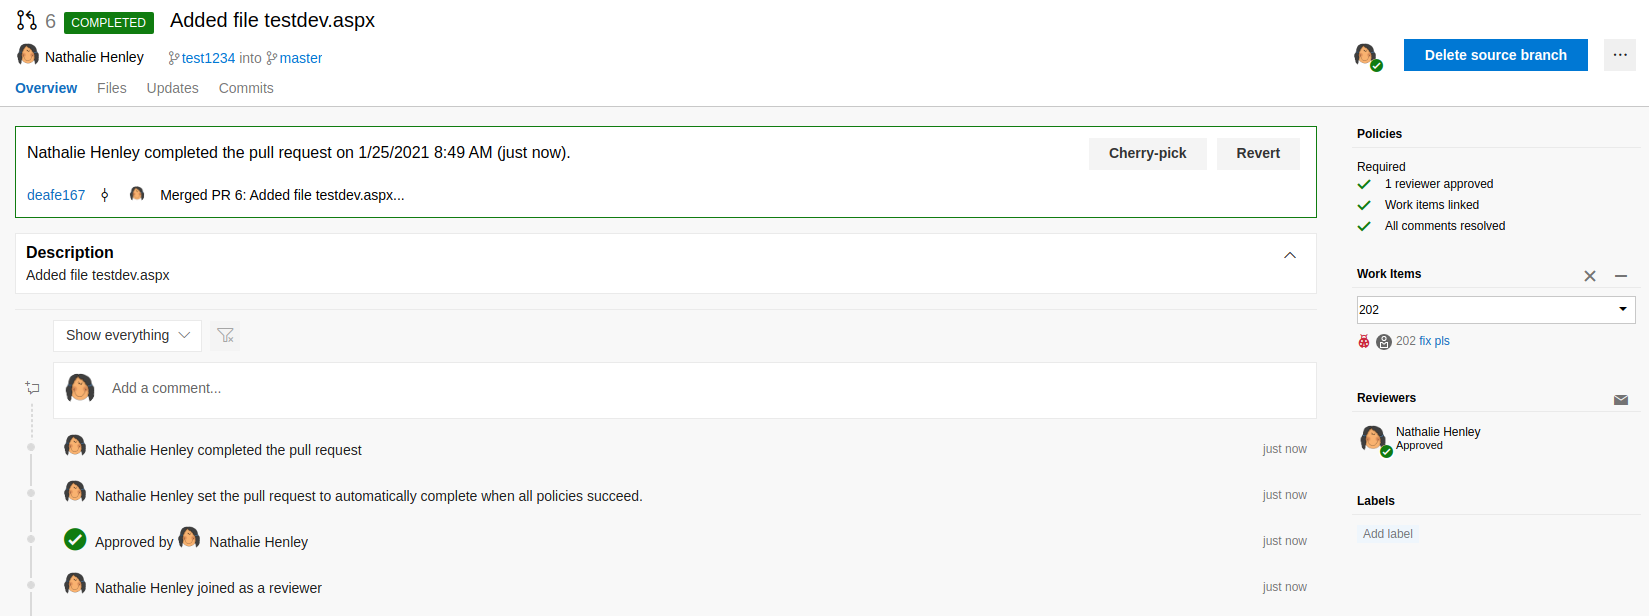 6 COMPLETED Added file testdev.aspx
Nathalie Henley test1234 into master
Delete source branch
Overview Files Updates Commits
Nathalie Henley completed the pull request on 1/25/2021 8:49 AM (just now).
Cherry-pick Revert
deafe167 Merged PR 6: Added file testdev.aspx...
Description
Added file testdev.aspx
Show everything
Add a comment...
Nathalie Henley completed the pull request just now
Nathalie Henley set the pull request to automatically complete when all policies succeed. just now
Approved by Nathalie Henley just now
Nathalie Henley joined as a reviewer just now
Policies
Required
1 reviewer approved
Work items linked
All comments resolved
Work Items
202
202 fix pls
Reviewers
Nathalie Henley
Approved
Labels
Add label